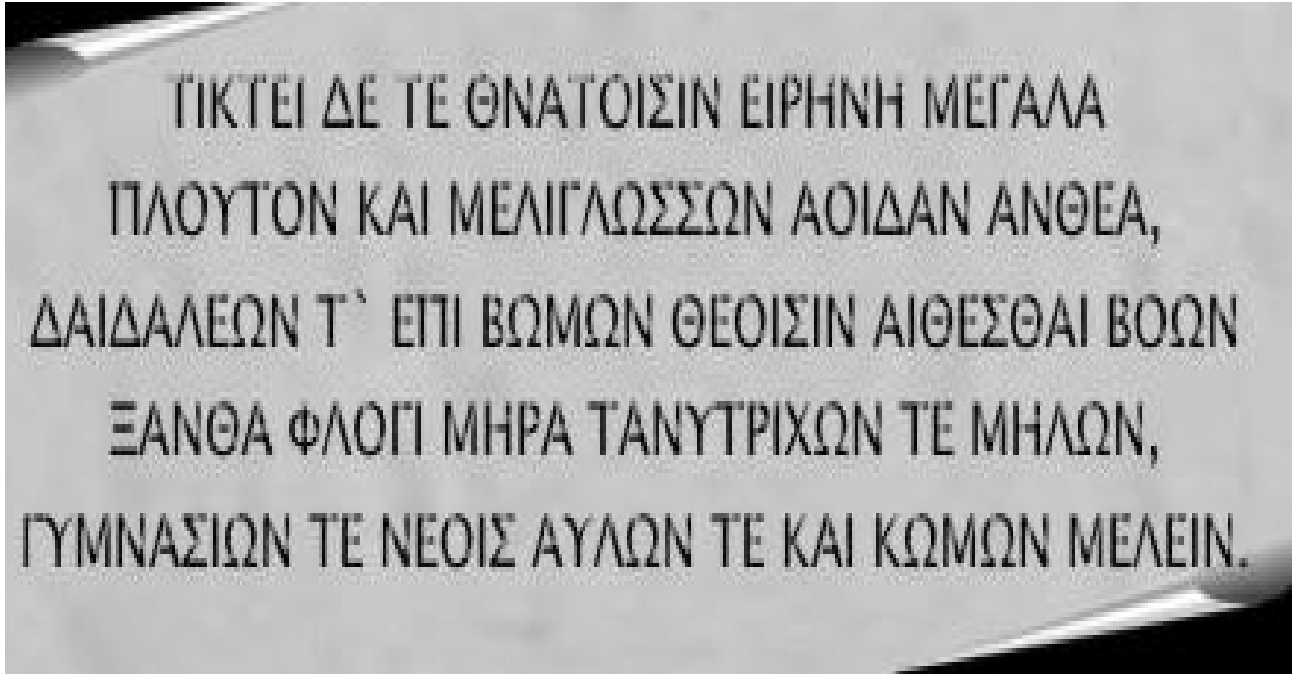 ΤΙΚΤΕΙ ΔΕ ΤΕ ΘΝΑΤΟΙΣΙΝ ΕΙΡΗΝΗ ΜΕΓΑΛΑ
ΠΛΟΥΤΟΝ ΚΑΙ ΜΕΛΙΓΛΩΣΣΩΝ ΑΟΙΔΑΝ ΑΝΘΕΑ,
ΔΑΙΔΑΛΕΩΝ Τ` ΕΠΙ ΒΩΜΩΝ ΘΕΟΙΣΙΝ ΑΙΘΕΣΘΑΙ ΒΟΩΝ
ΞΑΝΘΑ ΦΛΟΓΙ ΜΗΡΑ ΤΑΝΥΤΡΙΧΩΝ ΤΕ ΜΗΛΩΝ,
ΓΥΜΝΑΣΙΩΝ ΤΕ ΝΕΟΙΣ ΑΥΛΩΝ ΤΕ ΚΑΙ ΚΩΜΩΝ ΜΕΛΕΙΝ.